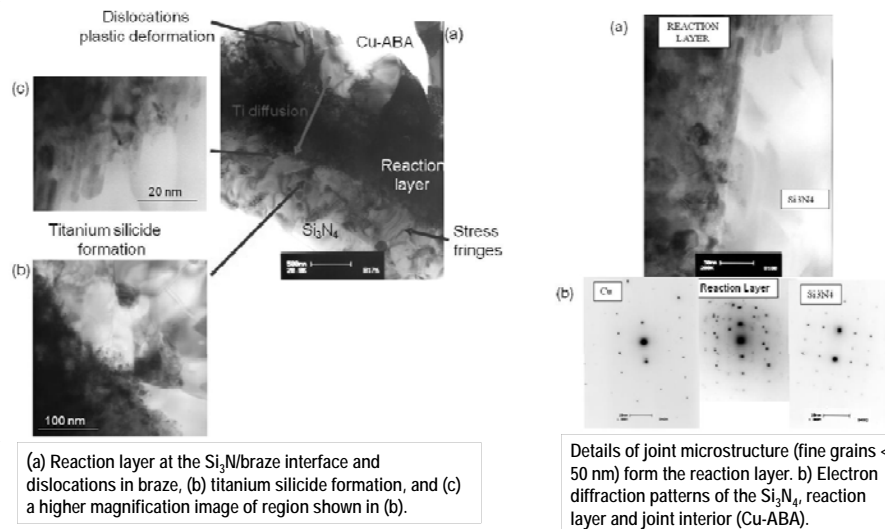 Dislocations
plastic deformation
Cu-ABA
(a)
(c)
Ti diffusion
20 nm
Reaction
layer
Titanium silicide
formation
Si₃N₄
Stress
fringes
500nm
(b)
100 nm
(a) Reaction layer at the Si₃N/braze interface and
dislocations in braze, (b) titanium silicide formation, and (c)
a higher magnification image of region shown in (b).
(a)
REACTION
LAYER
Si3N4
(b)
Cu
Reaction Layer
Si3N4
Details of joint microstructure (fine grains <
50 nm) form the reaction layer. b) Electron
diffraction patterns of the Si₃N₄, reaction
layer and joint interior (Cu-ABA).